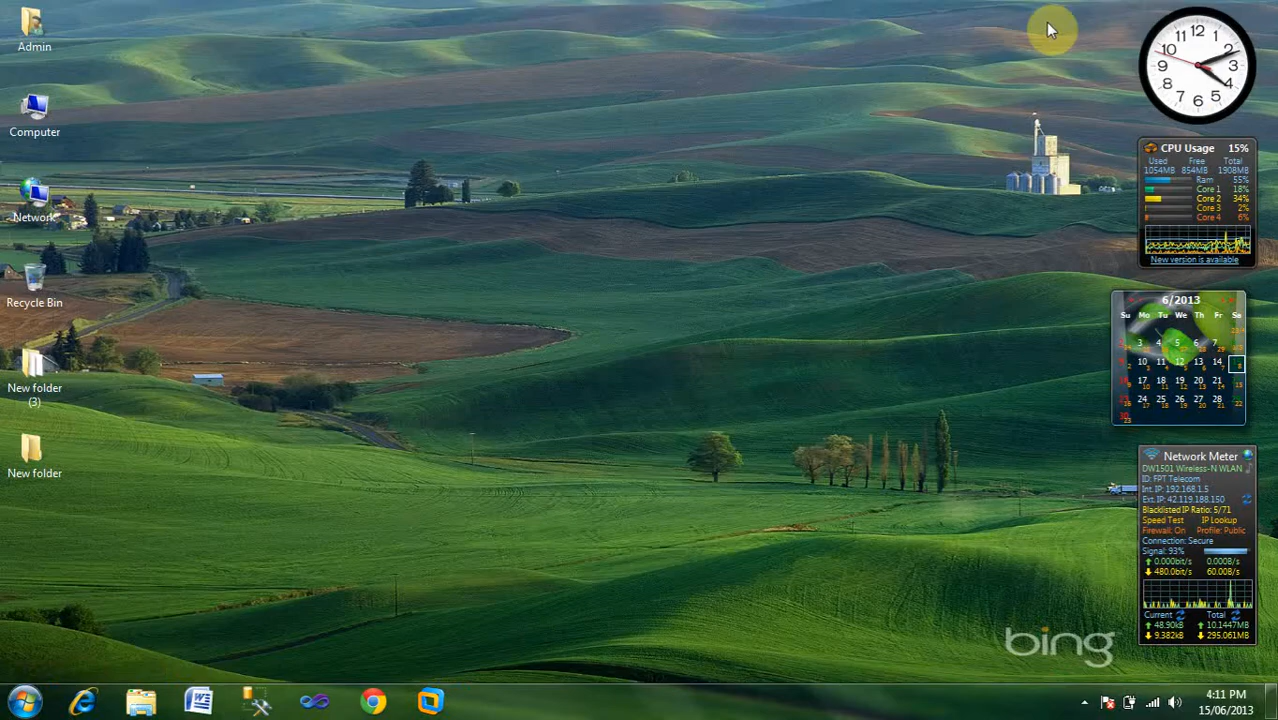 Admin
Computer
Network
Recycle Bin
New folder
(3)
New folder
12
1
2
3
4
5
6
7
8
9
10
11
CPU Usage 15%
Used Free Total
1054MB 854MB 1908MB
Ram 55%
Core 1 18%
Core 2 34%
Core 3 2%
Core 4 6%
New version is available
6/2013
Su Mo Tu We Th Fr Sa
3 4 5 6 7
10 11 12 13 14
17 18 19 20 21
24 25 26 27 28
30
Network Meter
DW1501 Wireless-N WLAN
ID: FPT Telecom
Int. IP: 192.168.1.5
Ext. IP: 42.119.188.150
Blacklisted IP Ratio: 5/71
Speed Test IP Lookup
Firewall: On Profile: Public
Connection: Secure
Signal: 93%
0.000bit/s 0.000B/s
480.0bit/s 60.00B/s
Current Total
48.90kB 10.1447MB
9.382kB 295.061MB
bing
4:11 PM
15/06/2013